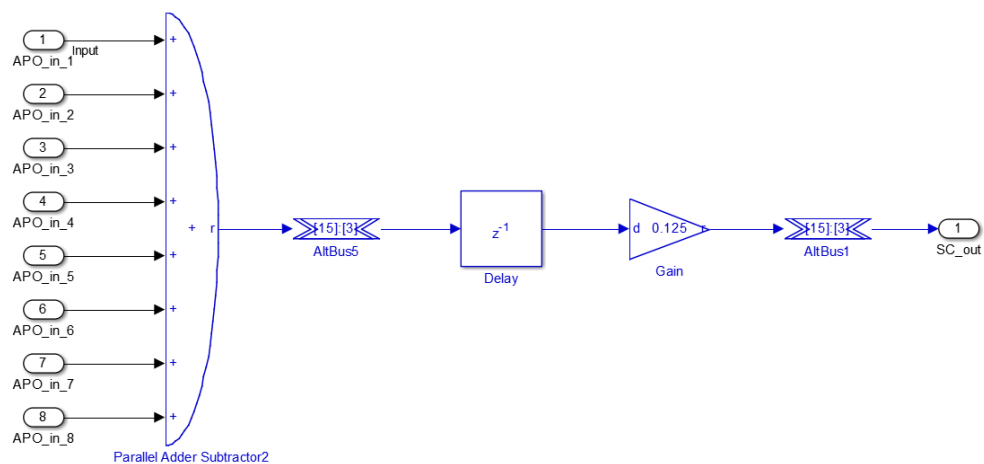 1
Input
APO_in_1
2
APO_in_2
3
APO_in_3
4
APO_in_4
5
APO_in_5
6
APO_in_6
7
APO_in_7
8
APO_in_8
+
+
+
+
+
+
+
+
+ r
Parallel Adder Subtractor2
[15]:[3]
AltBus5
z-1
Delay
d 0.125 r
Gain
[15]:[3]
AltBus1
1
SC_out